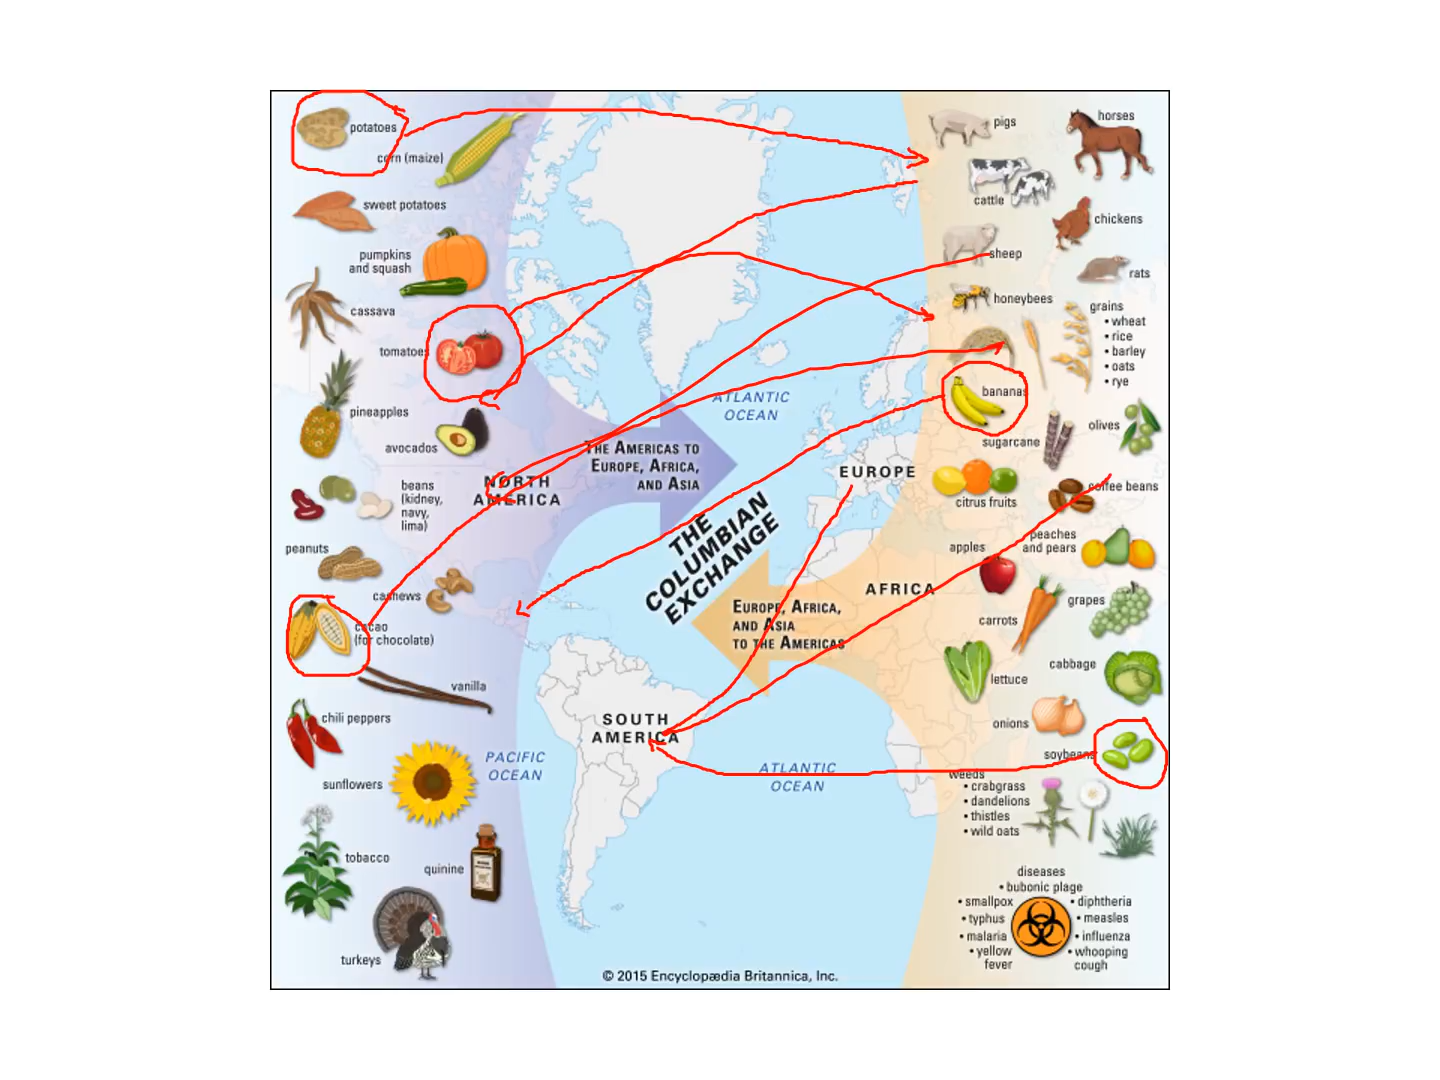 potatoes
corn (maize)
sweet potatoes
pumpkins
and squash
cassava
tomatoes
pineapples
avocados
beans
(kidney,
navy,
lima)
peanuts
cashews
cacao
(for chocolate)
vanilla
chili peppers
sunflowers
tobacco
quinine
turkeys
NORTH
AMERICA
THE AMERICAS TO
EUROPE, AFRICA,
AND ASIA
ATLANTIC
OCEAN
THE
COLUMBIAN
EXCHANGE
EUROPE
AFRICA
EUROPE, AFRICA,
AND ASIA
TO THE AMERICAS
SOUTH
AMERICA
PACIFIC
OCEAN
ATLANTIC
OCEAN
pigs
horses
cattle
chickens
sheep
rats
honeybees
grains
• wheat
• rice
• barley
• oats
• rye
bananas
olives
sugarcane
citrus fruits
coffee beans
peaches
and pears
apples
grapes
carrots
cabbage
lettuce
onions
soybeans
weeds
• crabgrass
• dandelions
• thistles
• wild oats
diseases
• bubonic plage
• smallpox
• diphtheria
• typhus
• measles
• malaria
• influenza
• yellow
fever
• whooping
cough
© 2015 Encyclopædia Britannica, Inc.